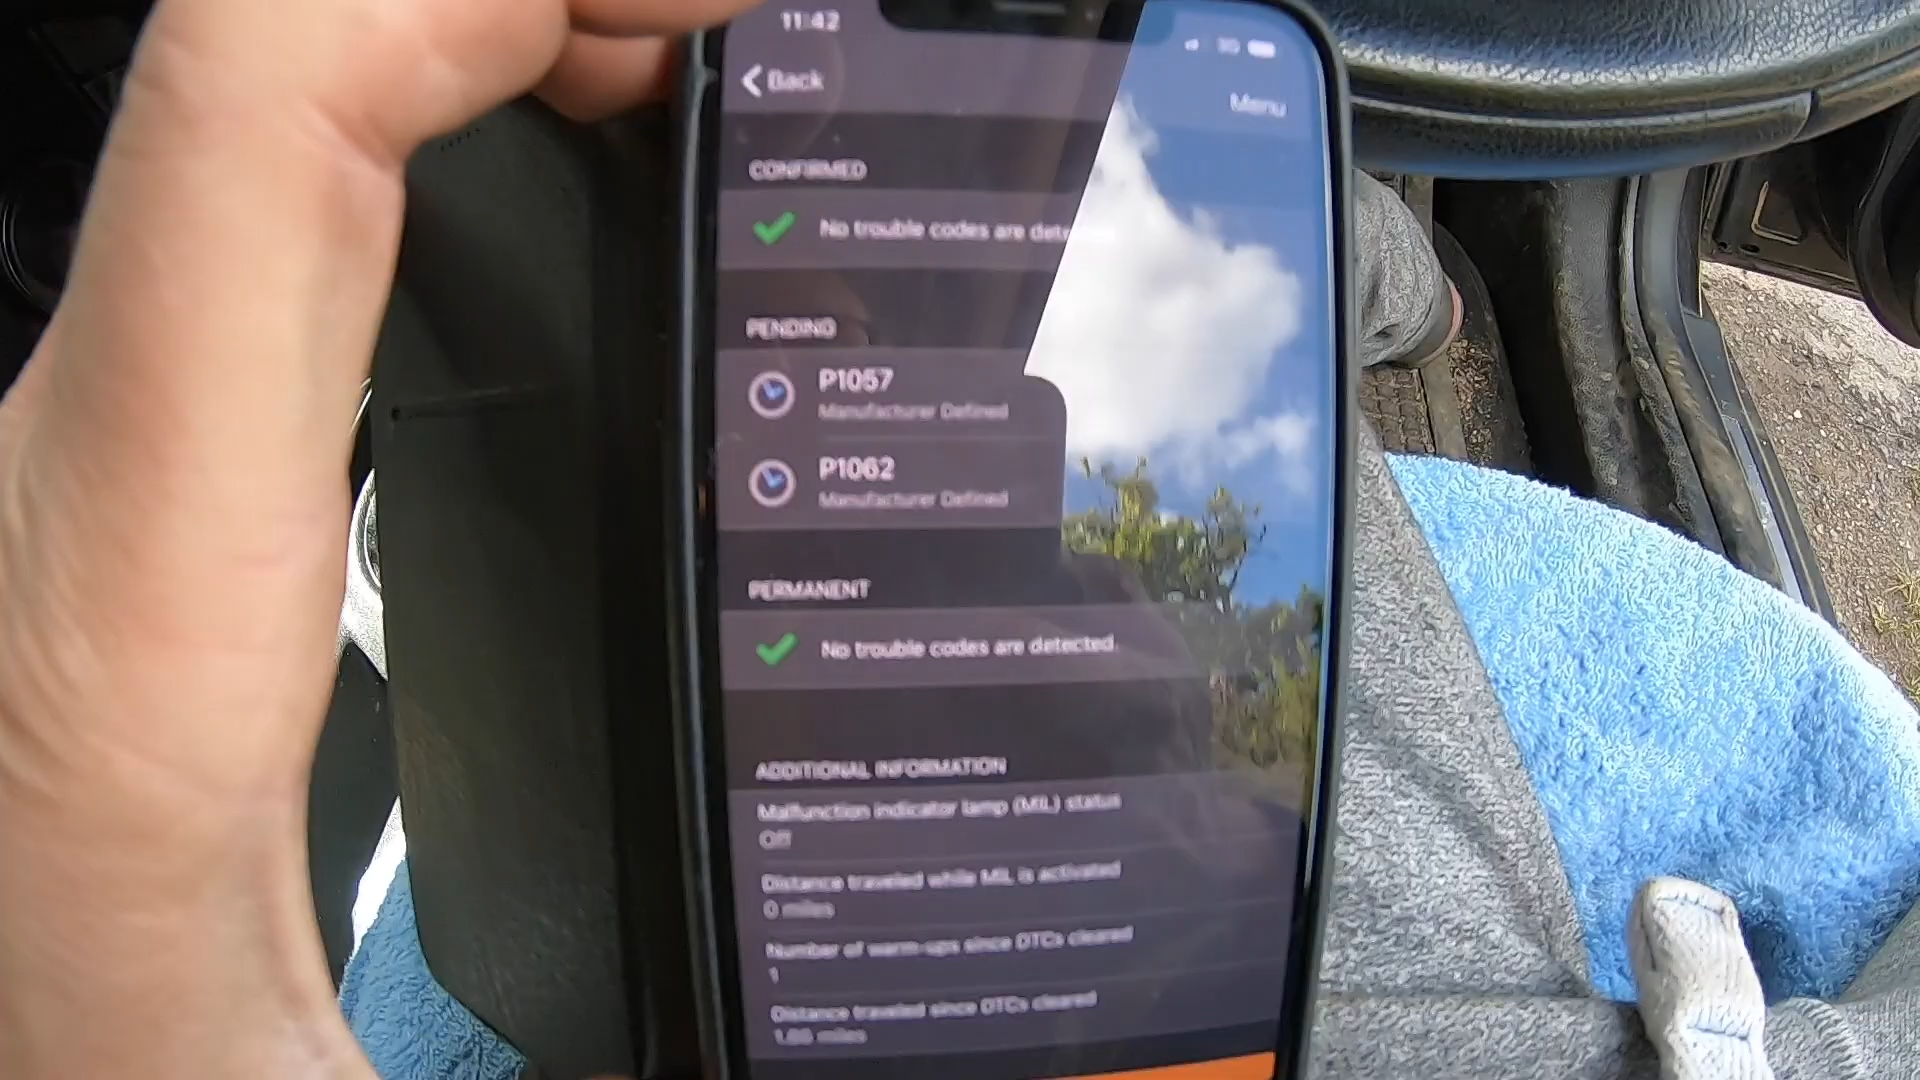 11:42
3G
Back
Menu
CONFIRMED
No trouble codes are dete
PENDING
P1057
Manufacturer Defined
P1062
Manufacturer Defined
PERMANENT
No trouble codes are detected.
ADDITIONAL INFORMATION
Malfunction indicator lamp (MIL) status
Off
Distance traveled while MIL is activated
0 miles
Number of warm-ups since DTCs cleared
1
Distance traveled since DTCs cleared
1.86 miles